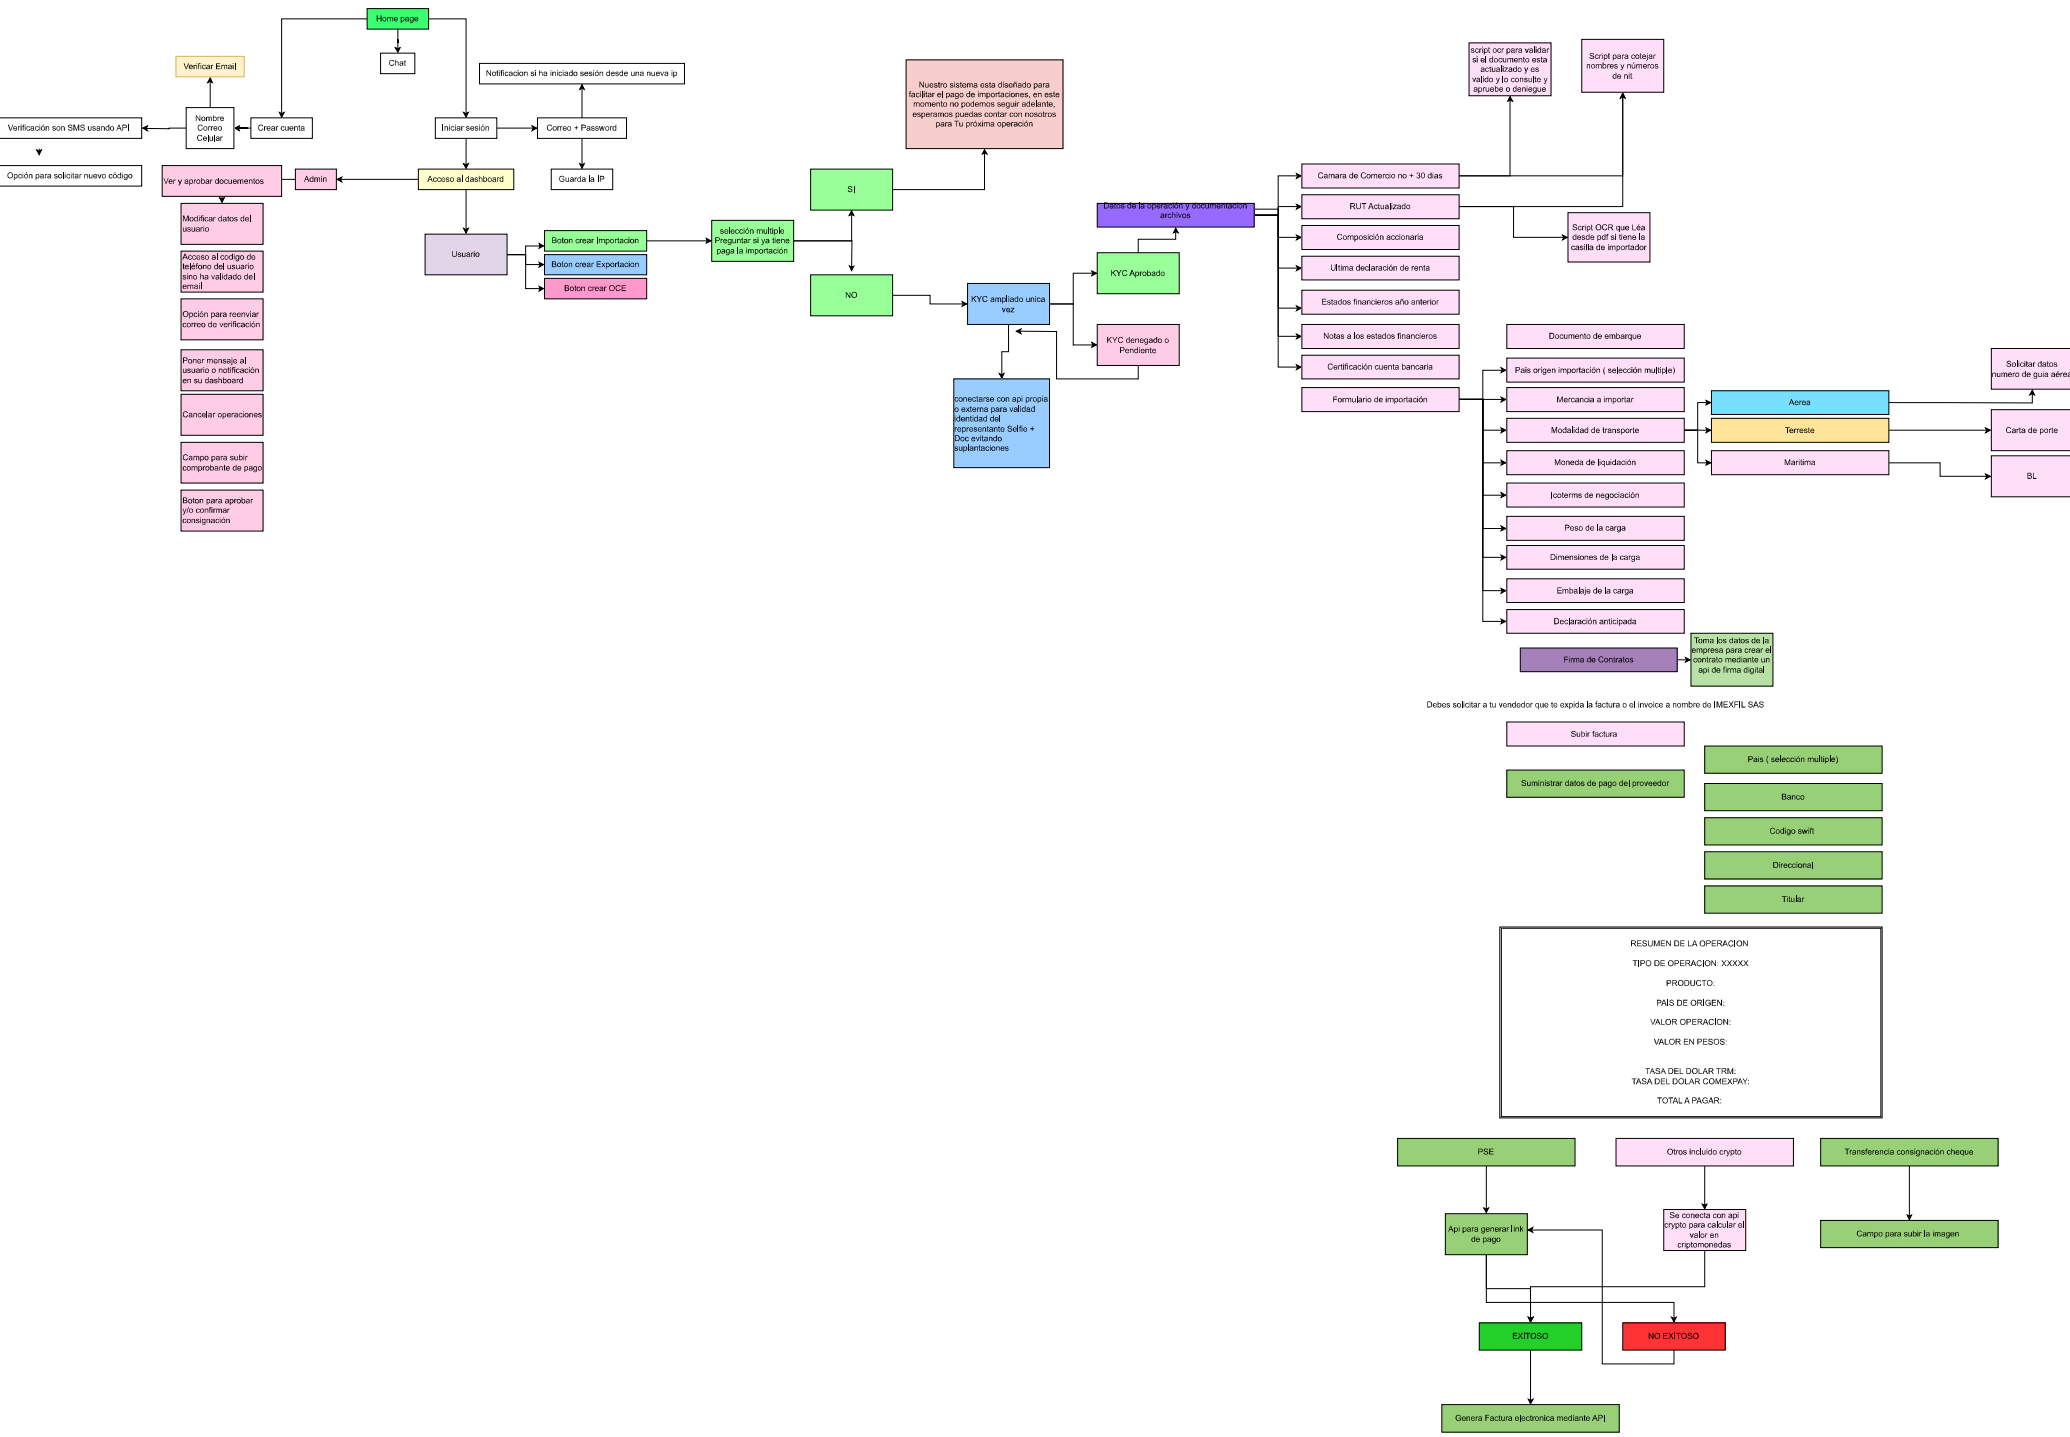 Home page
Chat
Verificar Email
Nombre
Correo
Celular
Crear cuenta
Verificación son SMS usando API
Opción para solicitar nuevo código
Notificacion si ha iniciado sesión desde una nueva ip
Iniciar sesión
Correo + Password
Guarda la IP
Acceso al dashboard
Admin
Ver y aprobar docuementos
Modificar datos del
usuario
Acceso al codigo de
teléfono del usuario
sino ha validado del
email
Opción para reenviar
correo de verificación
Poner mensaje al
usuario o notificación
en su dashboard
Cancelar operaciones
Campo para subir
comprobante de pago
Boton para aprobar
y/o confirmar
consignación
Usuario
Boton crear Importacion
Boton crear Exportacion
Boton crear OCE
selección multiple
Preguntar si ya tiene
paga la importación
SI
NO
Nuestro sistema esta diseñado para
facilitar el pago de importaciones, en este
momento no podemos seguir adelante,
esperamos puedas contar con nosotros
para Tu próxima operación
KYC ampliado unica
vez
conectarse con api propia
o externa para validad
identidad del
representante Selfie +
Doc evitando
suplantaciones
KYC Aprobado
KYC denegado o
Pendiente
Datos de la operación y documentacion
archivos
Camara de Comercio no + 30 dias
RUT Actualizado
Composición accionaria
Ultima declaración de renta
Estados financieros año anterior
Notas a los estados financieros
Certificación cuenta bancaria
Formulario de importación
script ocr para validar
si el documento esta
actualizado y es
valido y lo consulte y
apruebe o deniegue
Script para cotejar
nombres y números
de nit
Script OCR que Léa
desde pdf si tiene la
casilla de importador
Documento de embarque
Pais origen importación ( selección multiple)
Mercancia a importar
Modalidad de transporte
Moneda de liquidación
Icoterms de negociación
Peso de la carga
Dimensiones de la carga
Embalaje de la carga
Declaración anticipada
Aerea
Terreste
Maritima
Solicitar datos
numero de guia aérea
Carta de porte
BL
Firma de Contratos
Toma los datos de la
empresa para crear el
contrato mediante un
api de firma digital
Debes solicitar a tu vendedor que te expida la factura o el invoice a nombre de IMEXFIL SAS
Subir factura
Suministrar datos de pago del proveedor
Pais ( selección multiple)
Banco
Codigo swift
Direccional
Titular
RESUMEN DE LA OPERACION
TIPO DE OPERACION: XXXXX
PRODUCTO:
PAÍS DE ORÍGEN:
VALOR OPERACIÓN:
VALOR EN PESOS:
TASA DEL DOLAR TRM:
TASA DEL DOLAR COMEXPAY:
TOTAL A PAGAR:
PSE
Otros incluido crypto
Transferencia consignación cheque
Api para generar link
de pago
Se conecta con api
crypto para calcular el
valor en
criptomonedas
Campo para subir la imagen
EXÍTOSO
NO EXÍTOSO
Genera Factura electronica mediante API